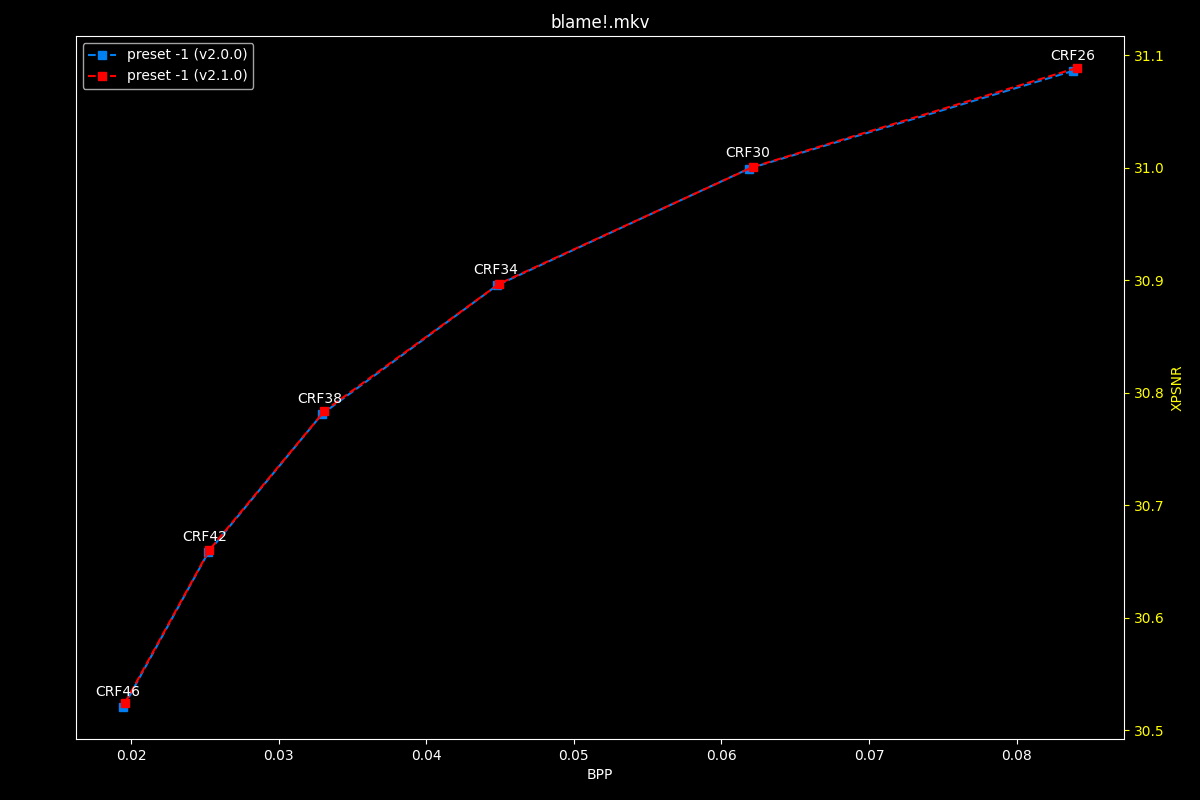 blame!.mkv
preset -1 (v2.0.0)
preset -1 (v2.1.0)
CRF26
31.1
CRF30
31.0
CRF34
30.9
CRF38
30.8
XPSNR
30.7
CRF42
30.6
CRF46
30.5
0.02 0.03 0.04 0.05 0.06 0.07 0.08
BPP